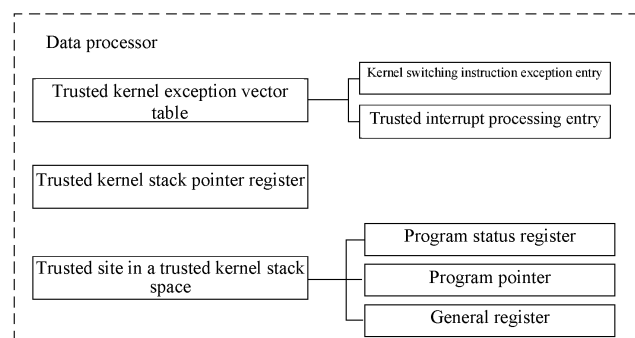 Data processor
Kernel switching instruction exception entry
Trusted kernel exception vector
table
Trusted interrupt processing entry
Trusted kernel stack pointer register
Program status register
Trusted site in a trusted kernel stack
space
Program pointer
General register